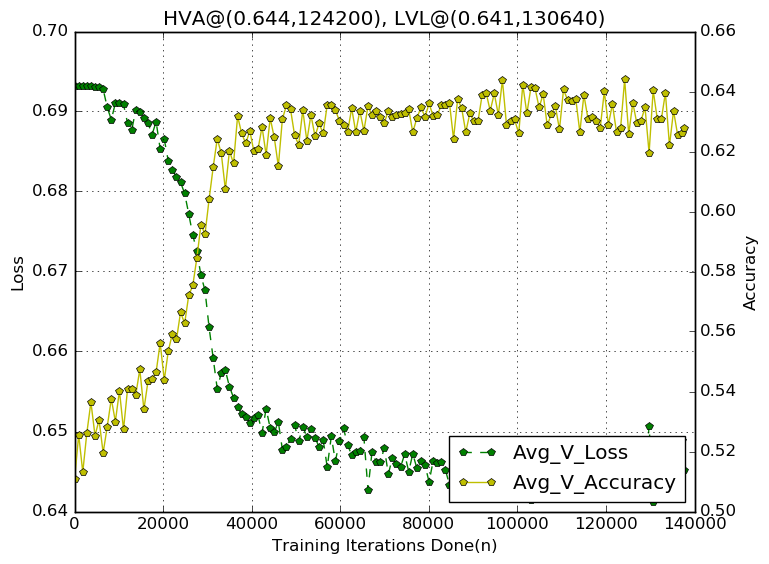 HVA@(0.644,124200), LVL@(0.641,130640)
0.70
0.69
0.68
0.67
0.66
0.65
0.64
Loss
0.66
0.64
0.62
0.60
0.58
0.56
0.54
0.52
0.50
Accuracy
Avg_V_Loss
Avg_V_Accuracy
0 20000 40000 60000 80000 100000 120000 140000
Training Iterations Done(n)